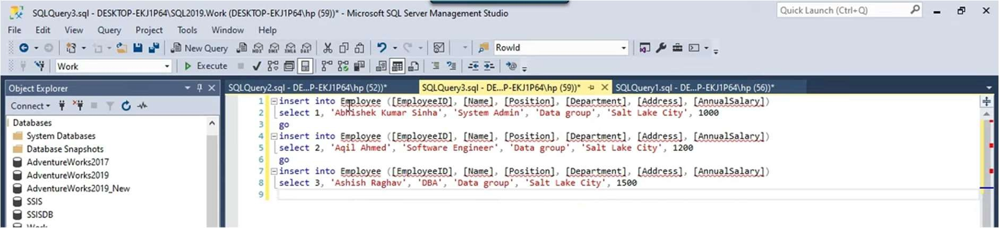 SQLQuery3.sql - DESKTOP-EKJ1P64\SQL2019.Work (DESKTOP-EKJ1P64\hp (59))* - Microsoft SQL Server Management Studio
Quick Launch (Ctrl+Q)
File Edit View Query Project Tools Window Help
New Query MDX DMX XMLA DAX RowId
Work Execute
Object Explorer
SQLQuery2.sql - DE...P-EKJ1P64\hp (52))* SQLQuery3.sql - DE...P-EKJ1P64\hp (59))* SQLQuery1.sql - DE...P-EKJ1P64\hp (56))*
Connect
Databases
System Databases
Database Snapshots
AdventureWorks2017
AdventureWorks2019
AdventureWorks2019_New
SSIS
SSISDB
Work
1 insert into Employee ([EmployeeID], [Name], [Position], [Department], [Address], [AnnualSalary])
2 select 1, 'Abhishek Kumar Sinha', 'System Admin', 'Data group', 'Salt Lake City', 1000
3 go
4 insert into Employee ([EmployeeID], [Name], [Position], [Department], [Address], [AnnualSalary])
5 select 2, 'Aqil Ahmed', 'Software Engineer', 'Data group', 'Salt Lake City', 1200
6 go
7 insert into Employee ([EmployeeID], [Name], [Position], [Department], [Address], [AnnualSalary])
8 select 3, 'Ashish Raghav', 'DBA', 'Data group', 'Salt Lake City', 1500
9